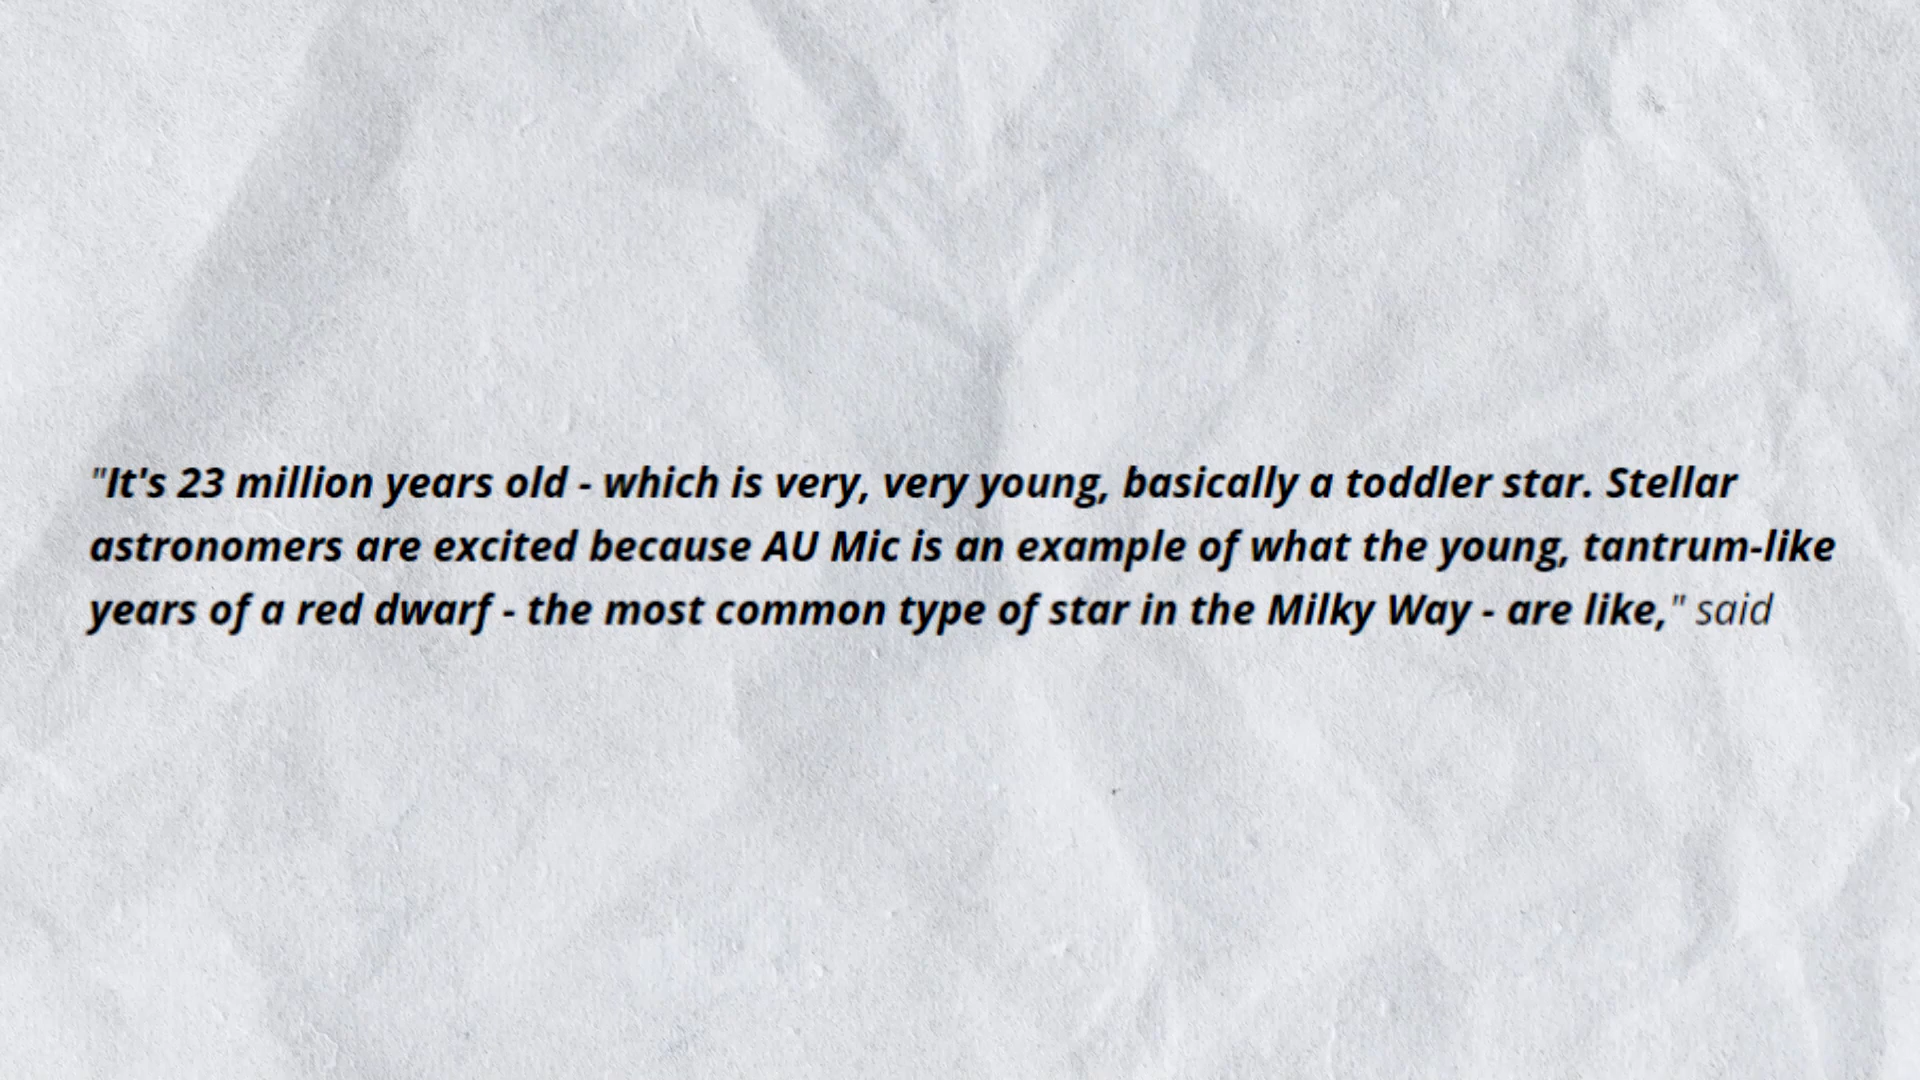 "It's 23 million years old - which is very, very young, basically a toddler star. Stellar
astronomers are excited because AU Mic is an example of what the young, tantrum-like
years of a red dwarf - the most common type of star in the Milky Way - are like," said